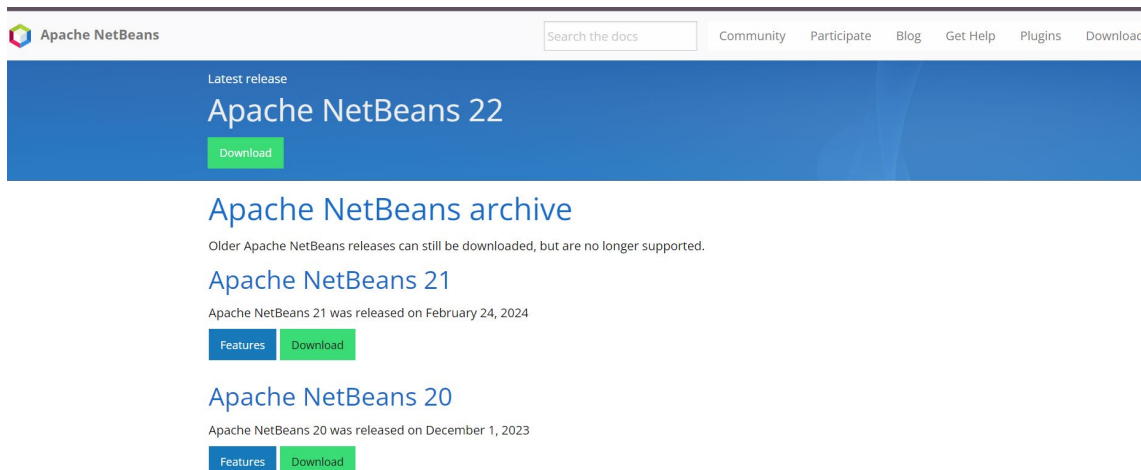 Apache NetBeans
Search the docs
Community Participate Blog Get Help Plugins Download
Latest release
Apache NetBeans 22
Download
Apache NetBeans archive
Older Apache NetBeans releases can still be downloaded, but are no longer supported.
Apache NetBeans 21
Apache NetBeans 21 was released on February 24, 2024
Features Download
Apache NetBeans 20
Apache NetBeans 20 was released on December 1, 2023
Features Download